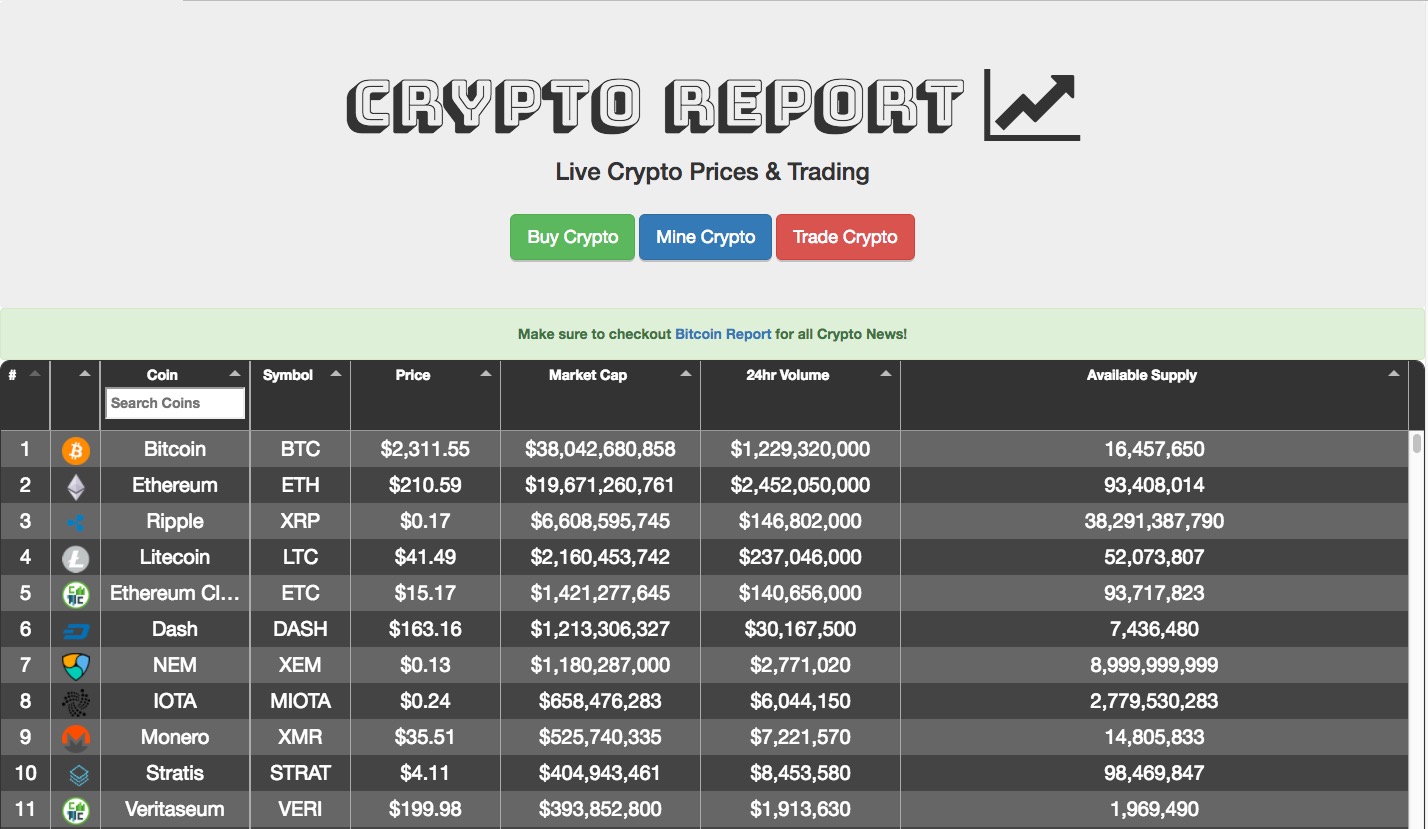 CRYPTO REPORT
Live Crypto Prices & Trading
Buy Crypto Mine Crypto Trade Crypto
Make sure to checkout Bitcoin Report for all Crypto News!
# Coin Symbol Price Market Cap 24hr Volume Available Supply
Search Coins
1 Bitcoin BTC $2,311.55 $38,042,680,858 $1,229,320,000 16,457,650
2 Ethereum ETH $210.59 $19,671,260,761 $2,452,050,000 93,408,014
3 Ripple XRP $0.17 $6,608,595,745 $146,802,000 38,291,387,790
4 Litecoin LTC $41.49 $2,160,453,742 $237,046,000 52,073,807
5 Ethereum Cl... ETC $15.17 $1,421,277,645 $140,656,000 93,717,823
6 Dash DASH $163.16 $1,213,306,327 $30,167,500 7,436,480
7 NEM XEM $0.13 $1,180,287,000 $2,771,020 8,999,999,999
8 IOTA MIOTA $0.24 $658,476,283 $6,044,150 2,779,530,283
9 Monero XMR $35.51 $525,740,335 $7,221,570 14,805,833
10 Stratis STRAT $4.11 $404,943,461 $8,453,580 98,469,847
11 Veritaseum VERI $199.98 $393,852,800 $1,913,630 1,969,490